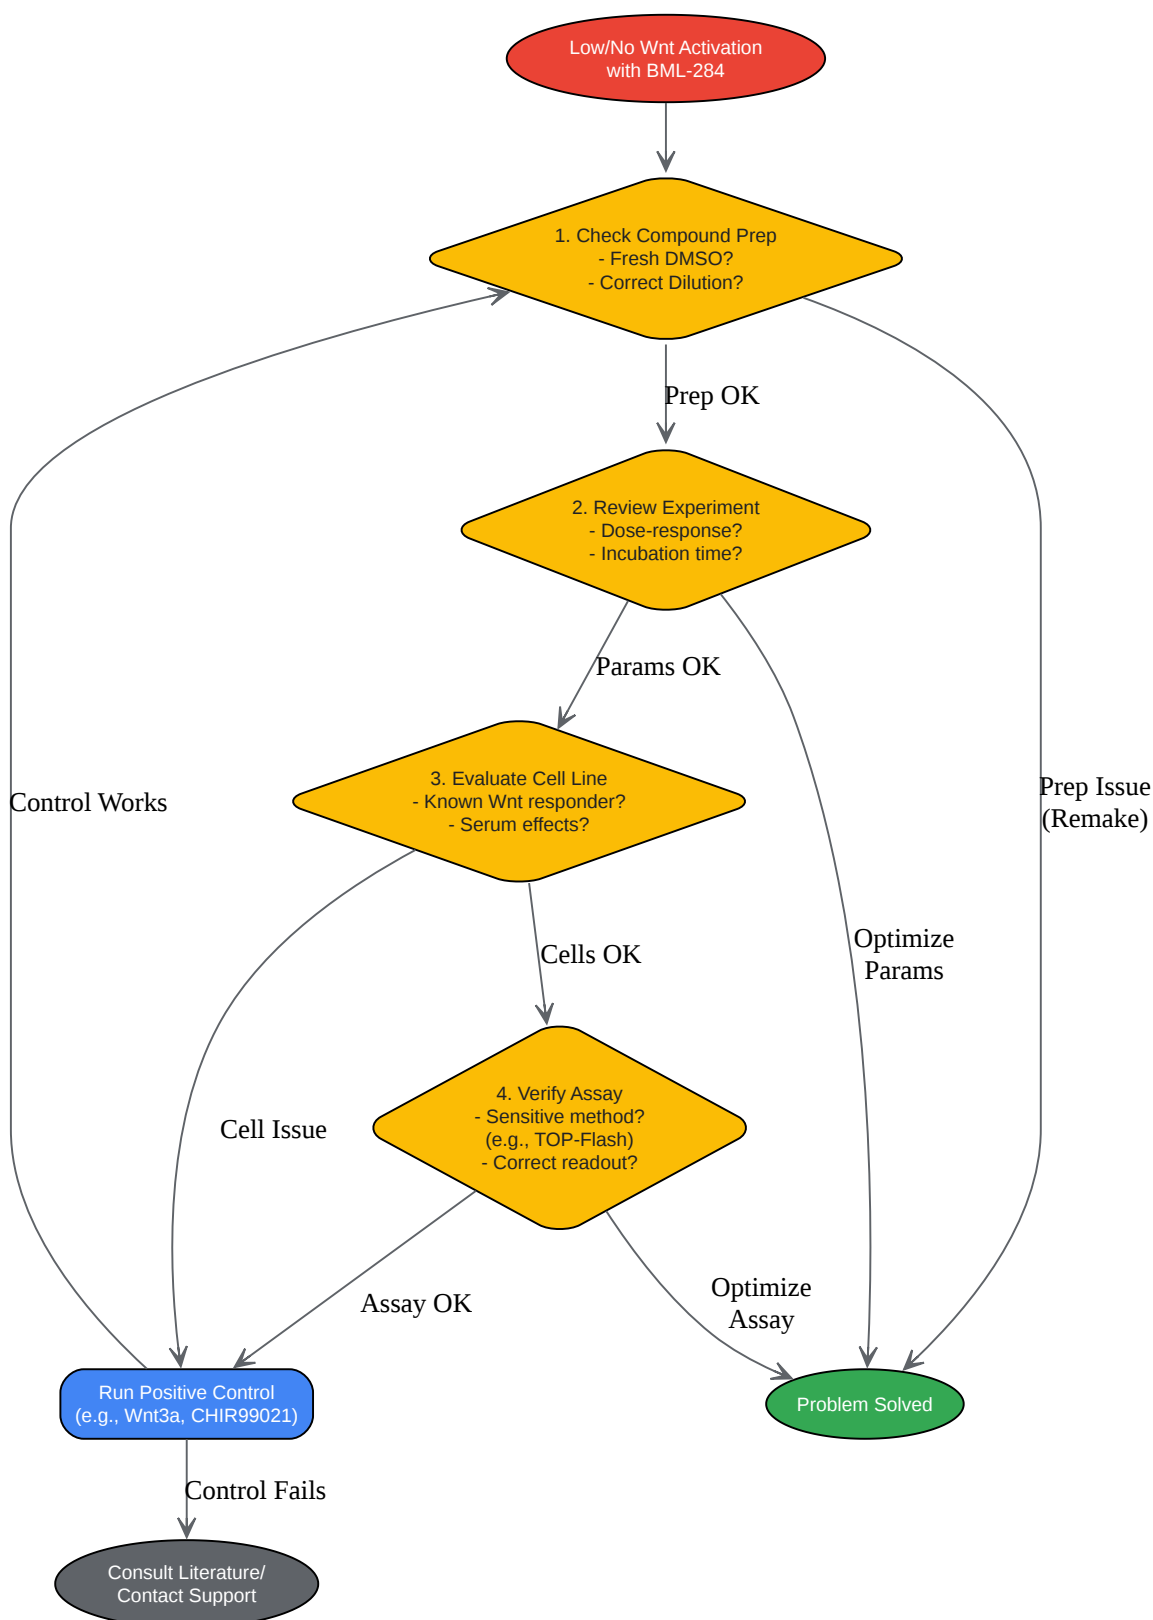 Low/No Wnt Activation
with BML-284
1. Check Compound Prep
- Fresh DMSO?
- Correct Dilution?
Prep OK
2. Review Experiment
- Dose-response?
- Incubation time?
Params OK
3. Evaluate Cell Line
- Known Wnt responder?
- Serum effects?
Control Works
Prep Issue
(Remake)
Optimize
Params
Cells OK
4. Verify Assay
- Sensitive method?
(e.g., TOP-Flash)
- Correct readout?
Cell Issue
Assay OK
Optimize
Assay
Run Positive Control
(e.g., Wnt3a, CHIR99021)
Problem Solved
Control Fails
Consult Literature/
Contact Support